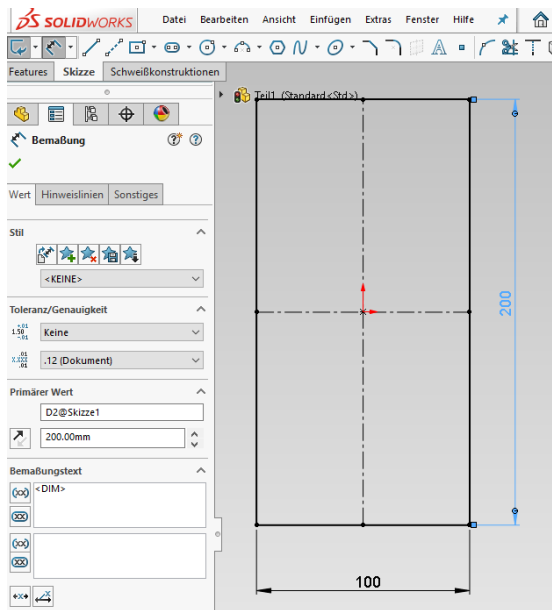 SOLIDWORKS Datei Bearbeiten Ansicht Einfügen Extras Fenster Hilfe
Features Skizze Schweißkonstruktionen
Teil1 (Standard<Std>)
Bemaßung
Wert Hinweislinien Sonstiges
Stil
<KEINE>
Toleranz/Genauigkeit
Keine
.12 (Dokument)
Primärer Wert
D2@Skizze1
200.00mm
Bemaßungstext
<DIM>
200
100